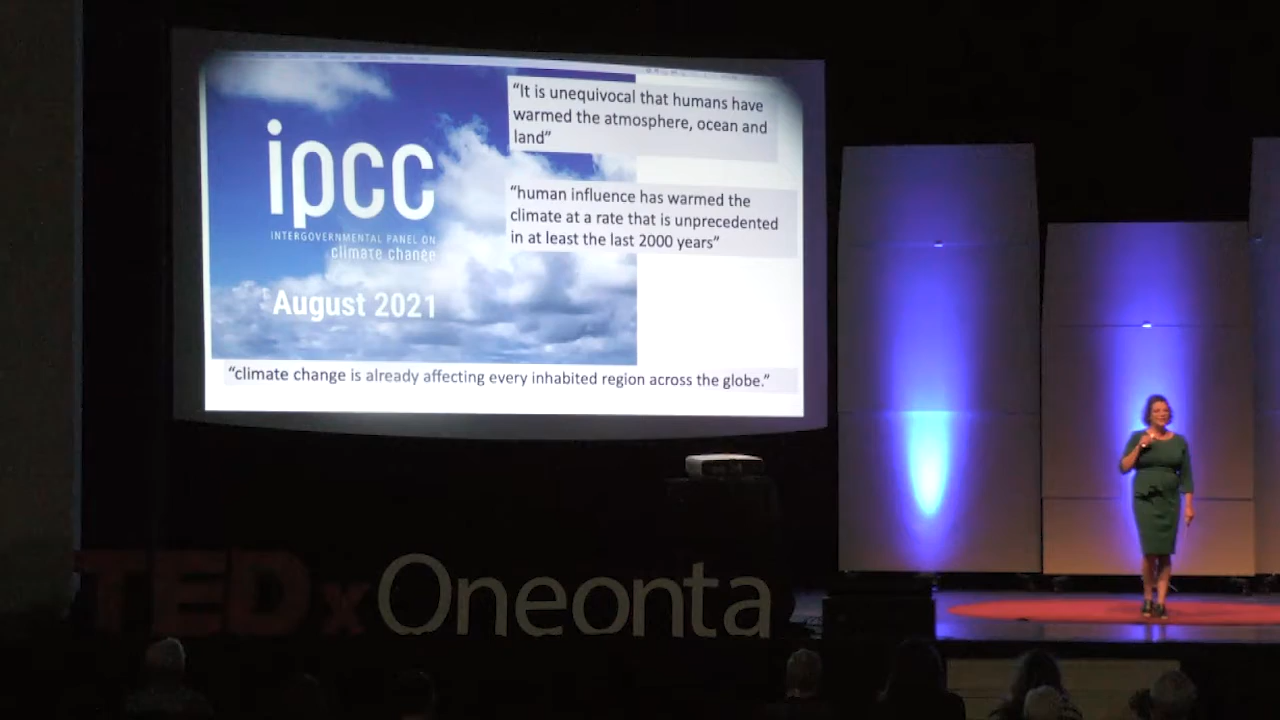 ipcc
INTERGOVERNMENTAL PANEL ON
climate change
August 2021
“It is unequivocal that humans have
warmed the atmosphere, ocean and
land”
“human influence has warmed the
climate at a rate that is unprecedented
in at least the last 2000 years”
“climate change is already affecting every inhabited region across the globe.”
TEDxOneonta